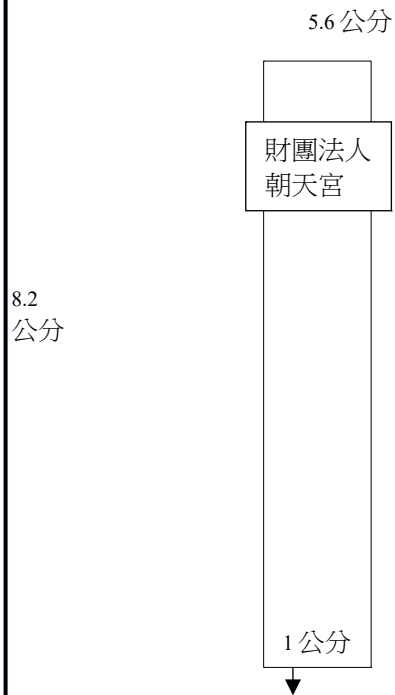 5.6 公分
財團法人
朝天宮
8.2
公分
1 公分